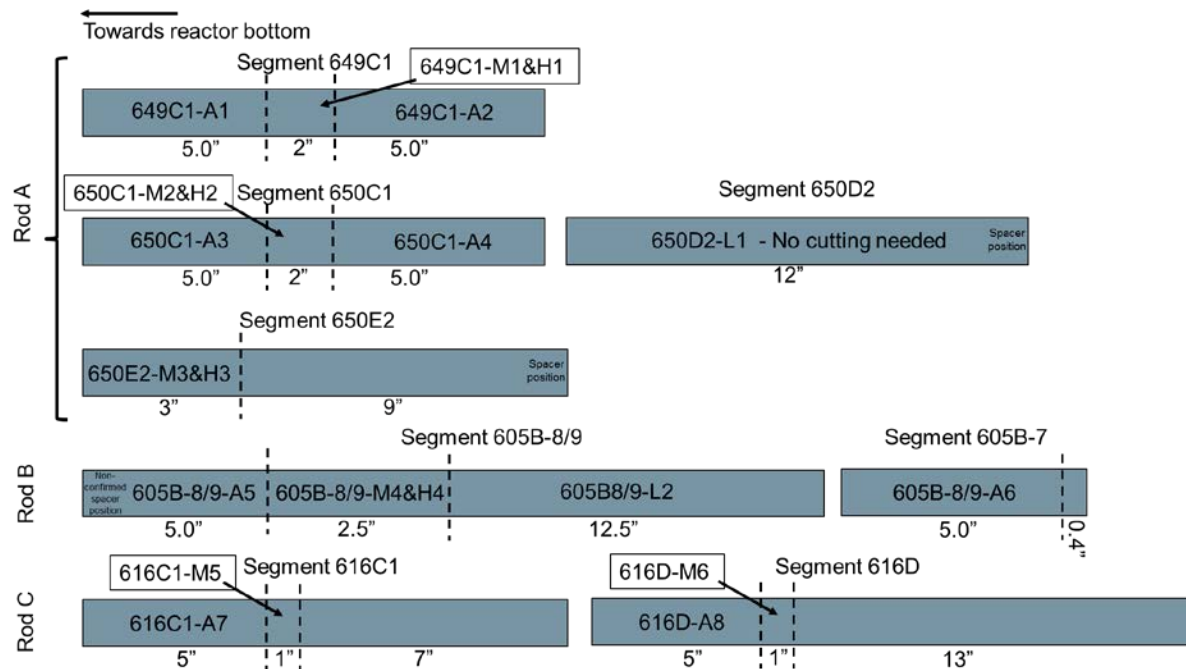 Towards reactor bottom
Rod A
Segment 649C1
649C1-M1&H1
649C1-A1
649C1-A2
5.0”
2”
5.0”
650C1-M2&H2
Segment 650C1
Segment 650D2
650C1-A3
650C1-A4
650D2-L1 - No cutting needed
Spacer
position
5.0”
2”
5.0”
12”
Segment 650E2
650E2-M3&H3
Spacer
position
3”
9”
Rod B
Segment 605B-8/9
Segment 605B-7
Non-
confirmed
spacer
position
605B-8/9-A5
605B-8/9-M4&H4
605B8/9-L2
605B-8/9-A6
5.0”
2.5”
12.5”
5.0”
0.4”
Rod C
616C1-M5
Segment 616C1
616D-M6
Segment 616D
616C1-A7
616D-A8
5”
1”
7”
5”
1”
13”